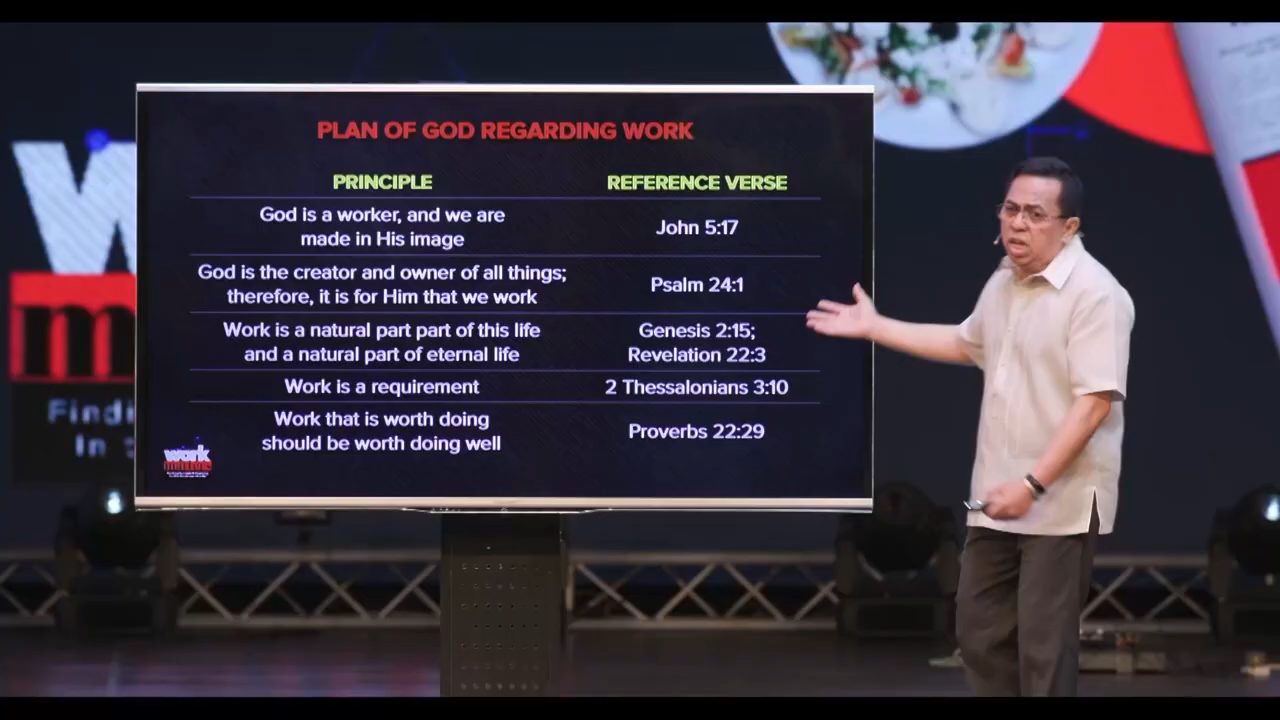 PLAN OF GOD REGARDING WORK
PRINCIPLE
REFERENCE VERSE
God is a worker, and we are
made in His image
John 5:17
God is the creator and owner of all things;
therefore, it is for Him that we work
Psalm 24:1
Work is a natural part part of this life
and a natural part of eternal life
Genesis 2:15;
Revelation 22:3
Work is a requirement
2 Thessalonians 3:10
Work that is worth doing
should be worth doing well
Proverbs 22:29
work